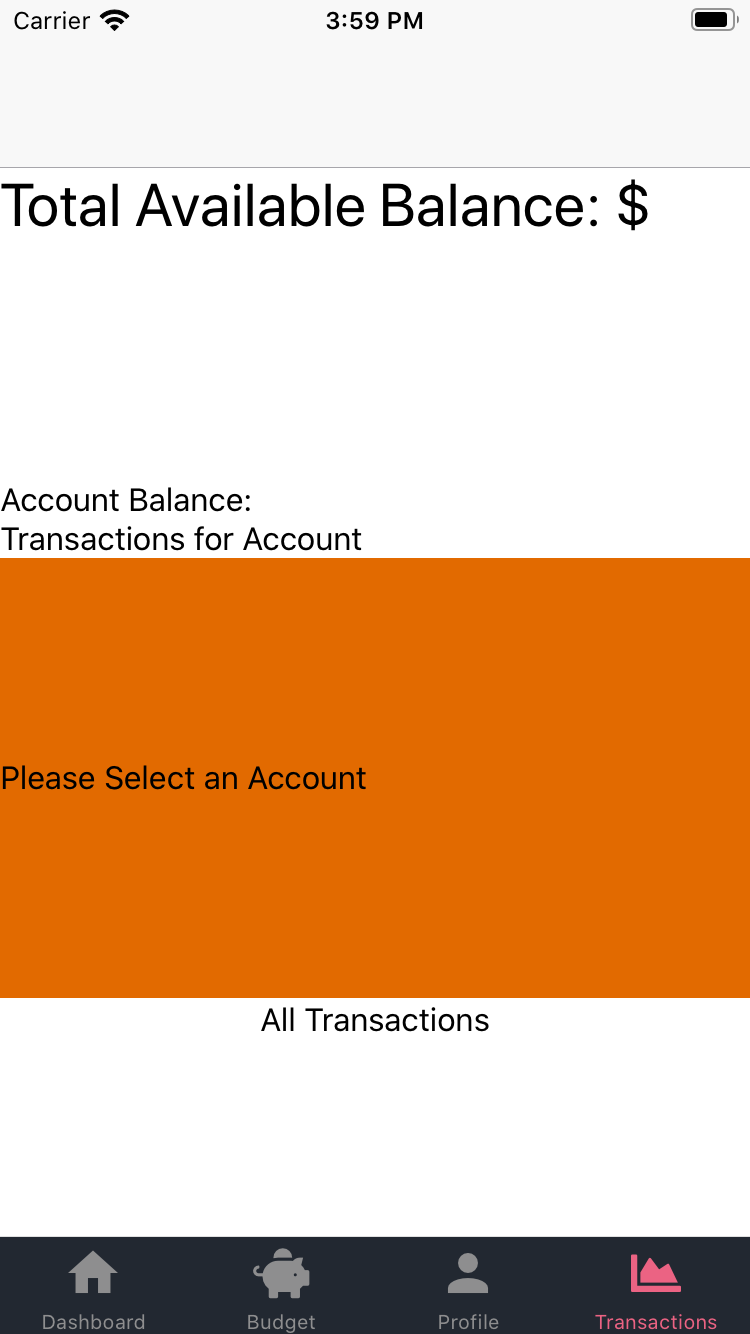 Carrier 3:59 PM
Total Available Balance: $
Account Balance:
Transactions for Account
Please Select an Account
All Transactions
Dashboard Budget Profile Transactions